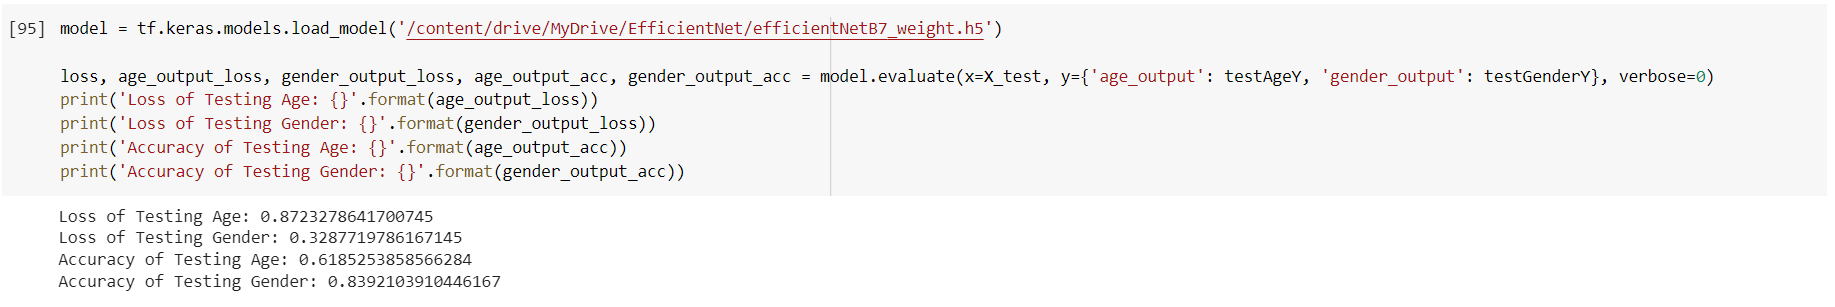 [95] model = tf.keras.models.load_model('/content/drive/MyDrive/EfficientNet/efficientNetB7_weight.h5')
loss, age_output_loss, gender_output_loss, age_output_acc, gender_output_acc = model.evaluate(x=X_test, y={'age_output': testAgeY, 'gender_output': testGenderY}, verbose=0)
print('Loss of Testing Age: {}'.format(age_output_loss))
print('Loss of Testing Gender: {}'.format(gender_output_loss))
print('Accuracy of Testing Age: {}'.format(age_output_acc))
print('Accuracy of Testing Gender: {}'.format(gender_output_acc))
Loss of Testing Age: 0.8723278641700745
Loss of Testing Gender: 0.3287719786167145
Accuracy of Testing Age: 0.6185253858566284
Accuracy of Testing Gender: 0.8392103910446167